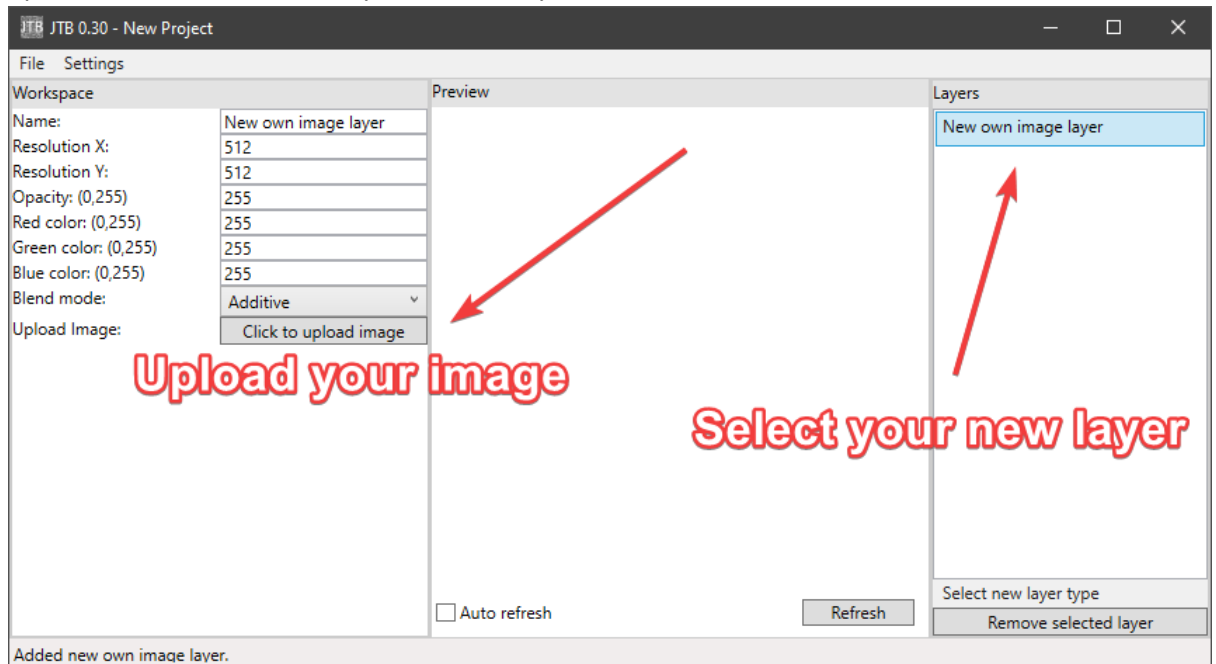 JTB JTB 0.30 - New Project
File Settings
Workspace
Name: New own image layer
Resolution X: 512
Resolution Y: 512
Opacity: (0,255) 255
Red color: (0,255) 255
Green color: (0,255) 255
Blue color: (0,255) 255
Blend mode: Additive
Upload Image: Click to upload image
Upload your image
Preview
Auto refresh Refresh
Layers
New own image layer
Select your new layer
Select new layer type
Remove selected layer
Added new own image layer.